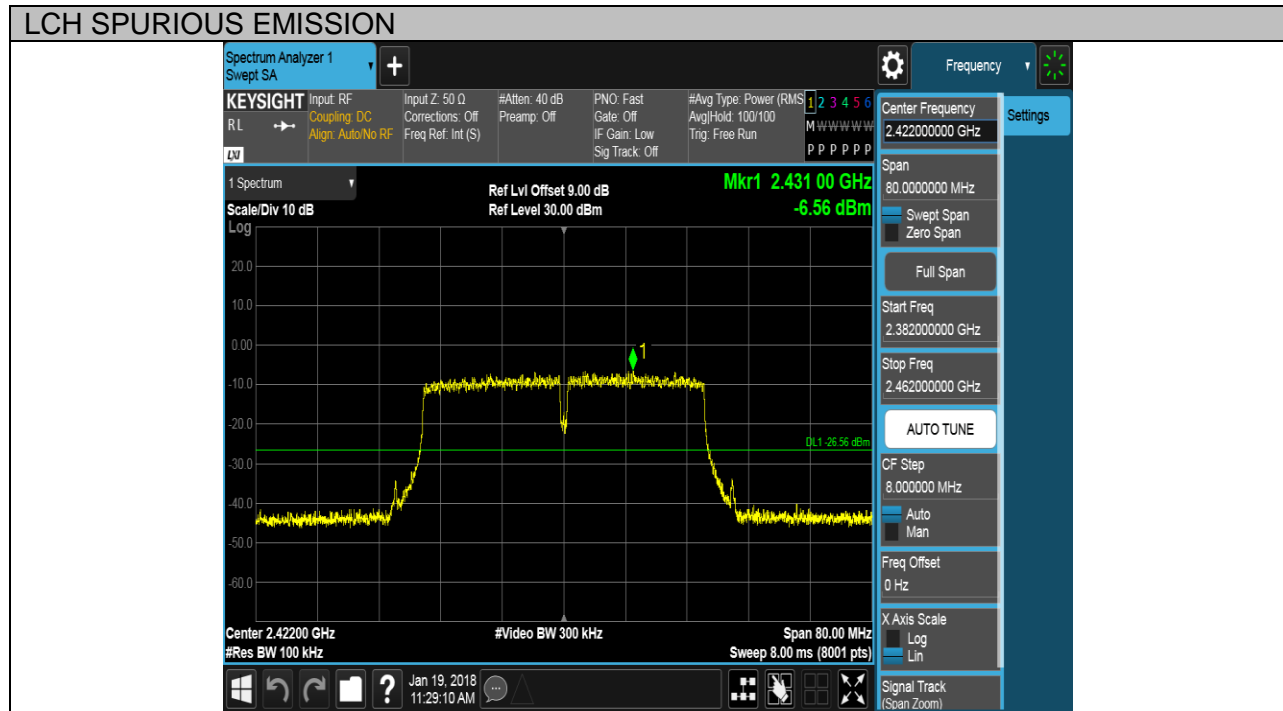 LCH SPURIOUS EMISSION
Spectrum Analyzer 1
Swept SA
+
Frequency
KEYSIGHT
RL
LXI
Input: RF
Coupling: DC
Align: Auto/No RF
Input Z: 50 Ω
Corrections: Off
Freq Ref: Int (S)
#Atten: 40 dB
Preamp: Off
PNO: Fast
Gate: Off
IF Gain: Low
Sig Track: Off
#Avg Type: Power (RMS
Avg|Hold: 100/100
Trig: Free Run
1 2 3 4 5 6
M W W W W W
P P P P P P
1 Spectrum
Scale/Div 10 dB
Log
Ref Lvl Offset 9.00 dB
Ref Level 30.00 dBm
Mkr1 2.431 00 GHz
-6.56 dBm
20.0
10.0
0.00
-10.0
-20.0
-30.0
-40.0
-50.0
-60.0
1
DL1 -26.56 dBm
Center 2.42200 GHz
#Res BW 100 kHz
#Video BW 300 kHz
Span 80.00 MHz
Sweep 8.00 ms (8001 pts)
?
Jan 19, 2018
11:29:10 AM
Center Frequency
2.422000000 GHz
Span
80.0000000 MHz
Swept Span
Zero Span
Full Span
Start Freq
2.382000000 GHz
Stop Freq
2.462000000 GHz
AUTO TUNE
CF Step
8.000000 MHz
Auto
Man
Freq Offset
0 Hz
X Axis Scale
Log
Lin
Signal Track
(Span Zoom)
Settings